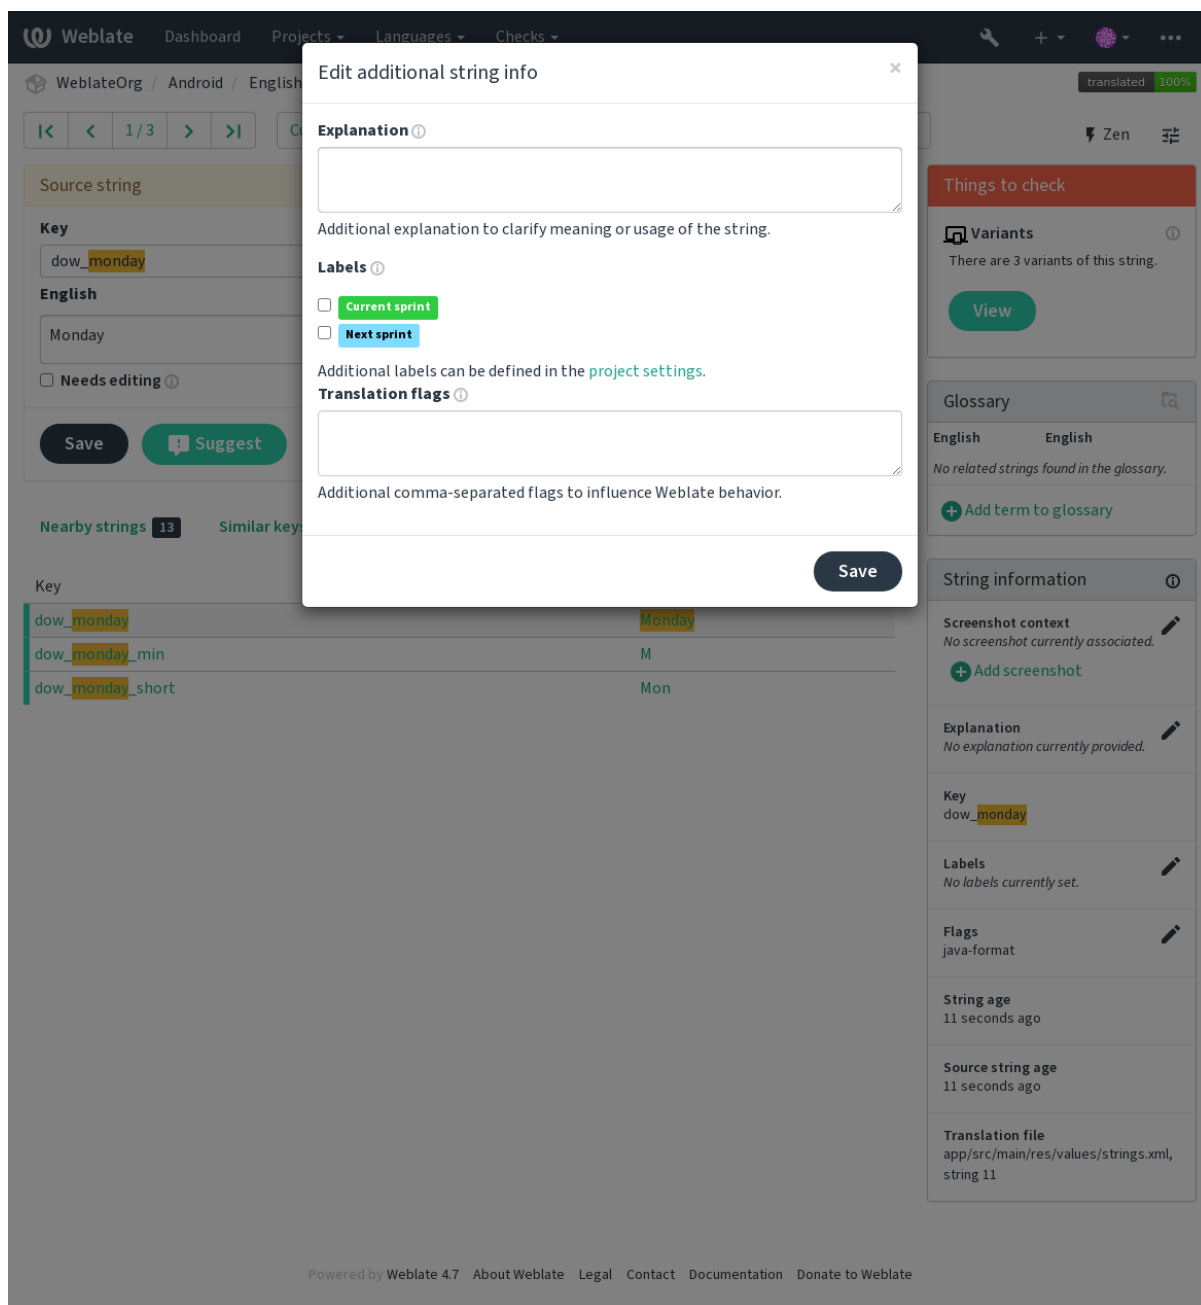 Weblate Dashboard Projects Languages Checks
WeblateOrg / Android / English
translated 100%
1 / 3
Zen
Edit additional string info
×
Explanation
Additional explanation to clarify meaning or usage of the string.
Labels
Current sprint
Next sprint
Additional labels can be defined in the project settings.
Translation flags
Additional comma-separated flags to influence Weblate behavior.
Save
Source string
Key
dow_monday
English
Monday
Needs editing
Save Suggest
Nearby strings 13 Similar keys
Key
dow_monday Monday
dow_monday_min M
dow_monday_short Mon
Things to check
Variants
There are 3 variants of this string.
View
Glossary
English English
No related strings found in the glossary.
Add term to glossary
String information
Screenshot context
No screenshot currently associated.
Add screenshot
Explanation
No explanation currently provided.
Key
dow_monday
Labels
No labels currently set.
Flags
java-format
String age
11 seconds ago
Source string age
11 seconds ago
Translation file
app/src/main/res/values/strings.xml,
string 11
Powered by Weblate 4.7 About Weblate Legal Contact Documentation Donate to Weblate